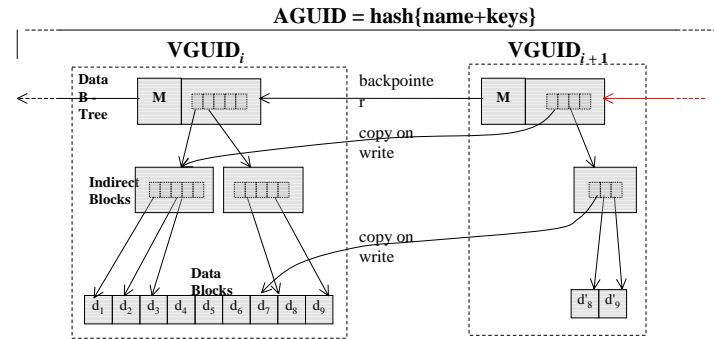 AGUID = hash{name+keys}
VGUIDi
VGUIDi + 1
Data
B -
Tree
M
backpointe
r
M
copy on
write
Indirect
Blocks
copy on
write
Data
Blocks
d1 d2 d3 d4 d5 d6 d7 d8 d9
d'8 d'9